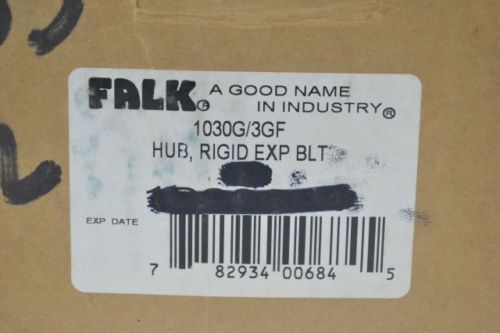 FALK® A GOOD NAME
IN INDUSTRY®
1030G/3GF
HUB, RIGID EXP BLT
EXP. DATE
7 82934 00684 5